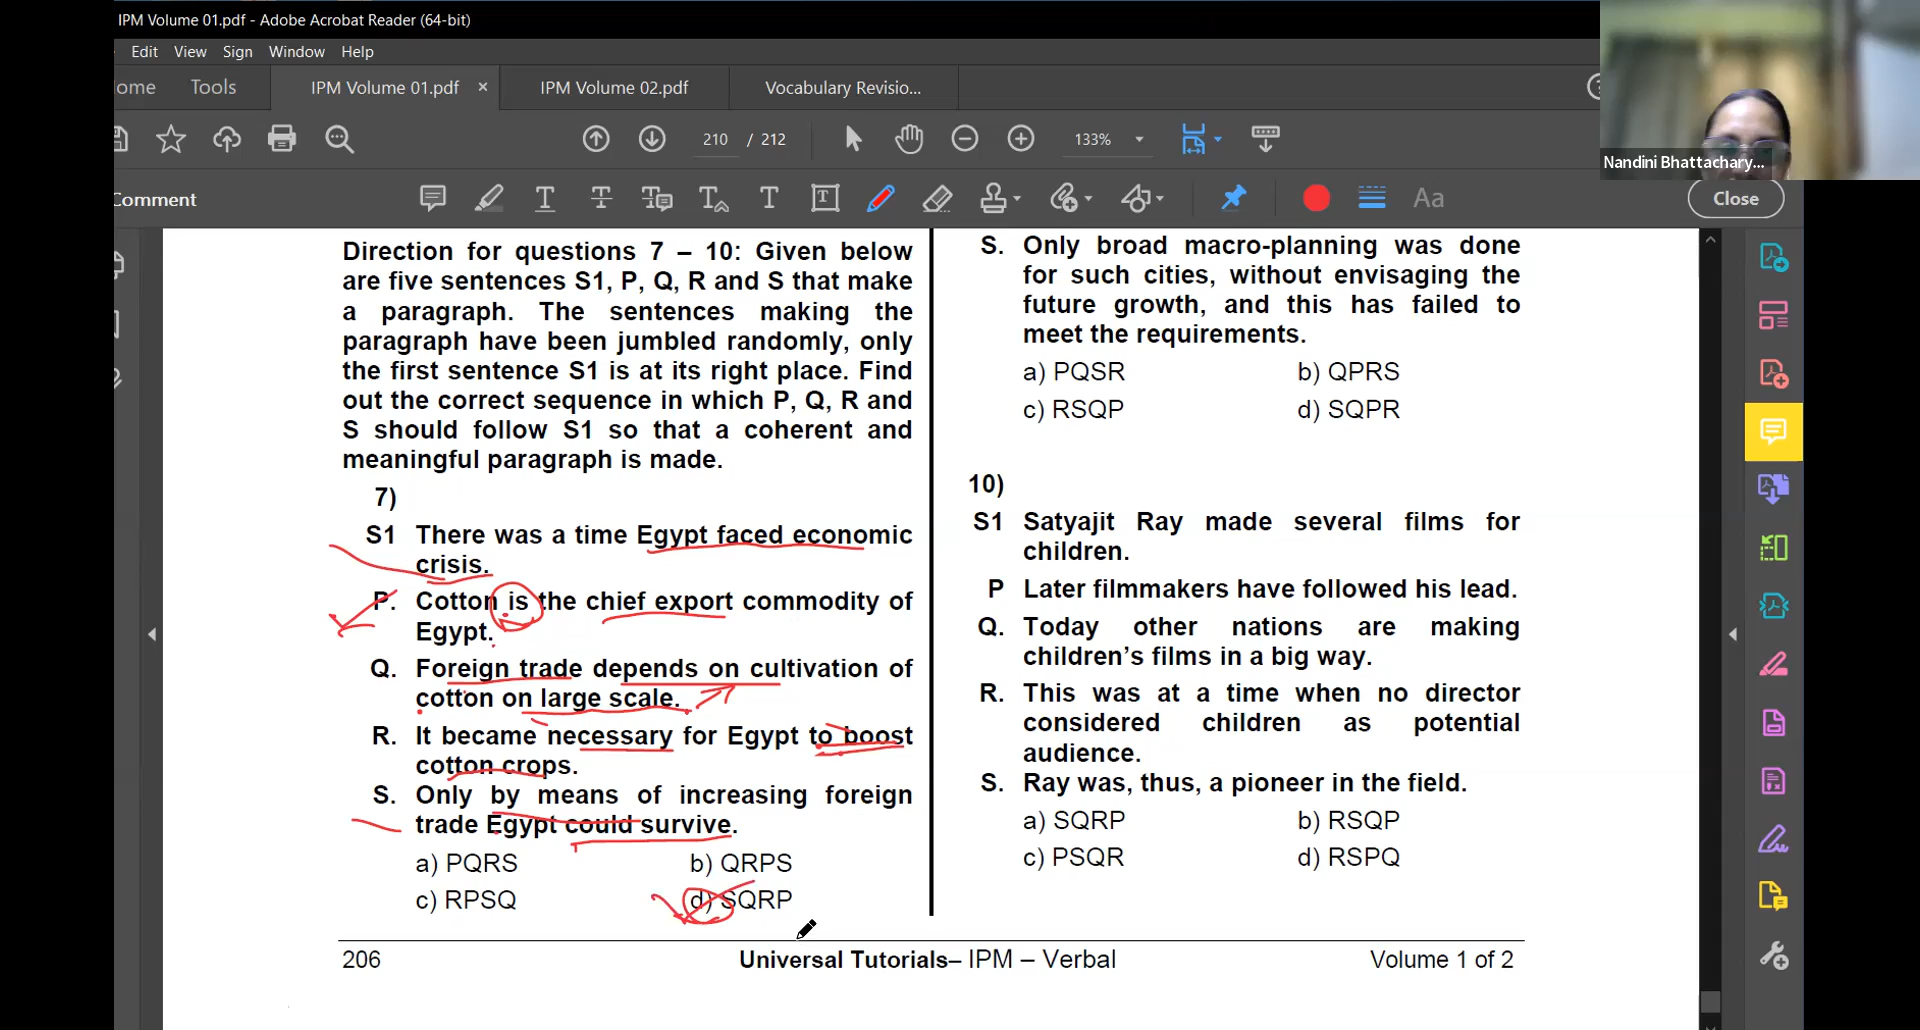 IPM Volume 01.pdf - Adobe Acrobat Reader (64-bit)
Edit View Sign Window Help
ome Tools IPM Volume 01.pdf × IPM Volume 02.pdf Vocabulary Revisio...
210 / 212 133%
Nandini Bhattachary...
Comment Aa Close
Direction for questions 7 – 10: Given below
are five sentences S1, P, Q, R and S that make
a paragraph. The sentences making the
paragraph have been jumbled randomly, only
the first sentence S1 is at its right place. Find
out the correct sequence in which P, Q, R and
S should follow S1 so that a coherent and
meaningful paragraph is made.
7)
S1 There was a time Egypt faced economic
crisis.
P. Cotton is the chief export commodity of
Egypt.
Q. Foreign trade depends on cultivation of
cotton on large scale.
R. It became necessary for Egypt to boost
cotton crops.
S. Only by means of increasing foreign
trade Egypt could survive.
a) PQRS b) QRPS
c) RPSQ d) SQRP
S. Only broad macro-planning was done
for such cities, without envisaging the
future growth, and this has failed to
meet the requirements.
a) PQSR b) QPRS
c) RSQP d) SQPR
10)
S1 Satyajit Ray made several films for
children.
P Later filmmakers have followed his lead.
Q. Today other nations are making
children's films in a big way.
R. This was at a time when no director
considered children as potential
audience.
S. Ray was, thus, a pioneer in the field.
a) SQRP b) RSQP
c) PSQR d) RSPQ
206 Universal Tutorials– IPM – Verbal Volume 1 of 2